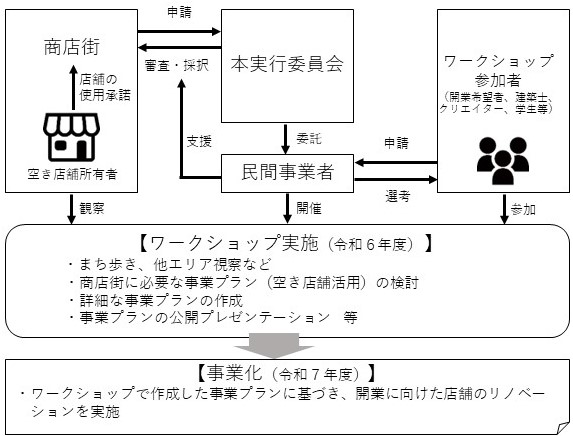 商店街
店舗の
使用承諾
空き店舗所有者
申請
審査・採択
本実行委員会
委託
支援
民間事業者
申請
選考
ワークショップ
参加者
（開業希望者、建築士、
クリエイター、学生等）
観察
開催
参加
【ワークショップ実施（令和６年度）】
・まち歩き、他エリア視察など
・商店街に必要な事業プラン（空き店舗活用）の検討
・詳細な事業プランの作成
・事業プランの公開プレゼンテーション　等
【事業化（令和７年度）】
・ワークショップで作成した事業プランに基づき、開業に向けた店舗のリノベー
ションを実施